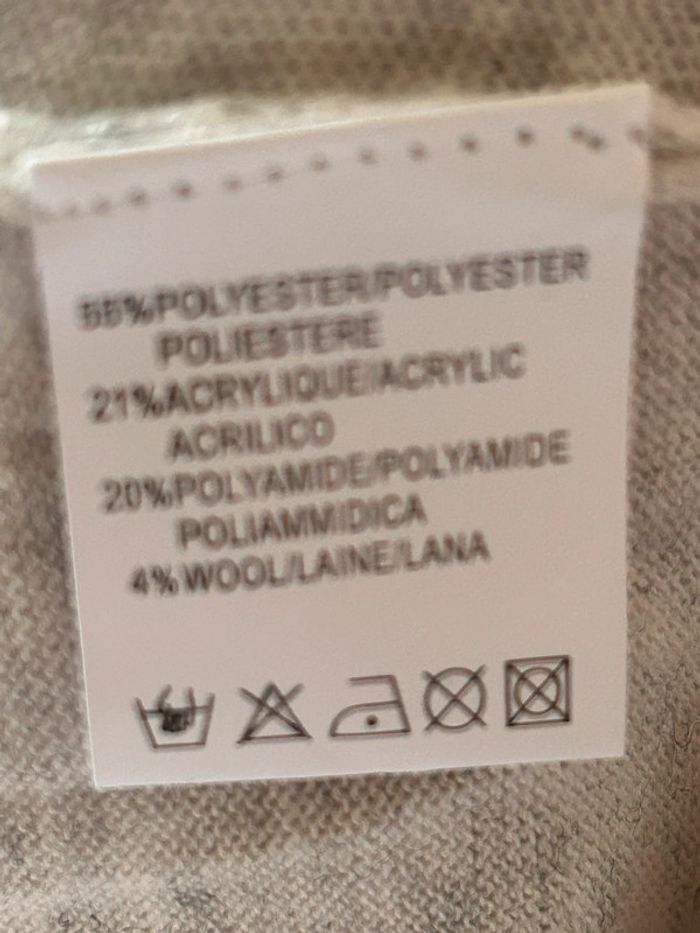 55%POLYESTER/POLYESTER
POLIESTERE
21%ACRYLIQUE/ACRYLIC
ACRILICO
20%POLYAMIDE/POLYAMIDE
POLIAMMIDICA
4%WOOL/LAINE/LANA